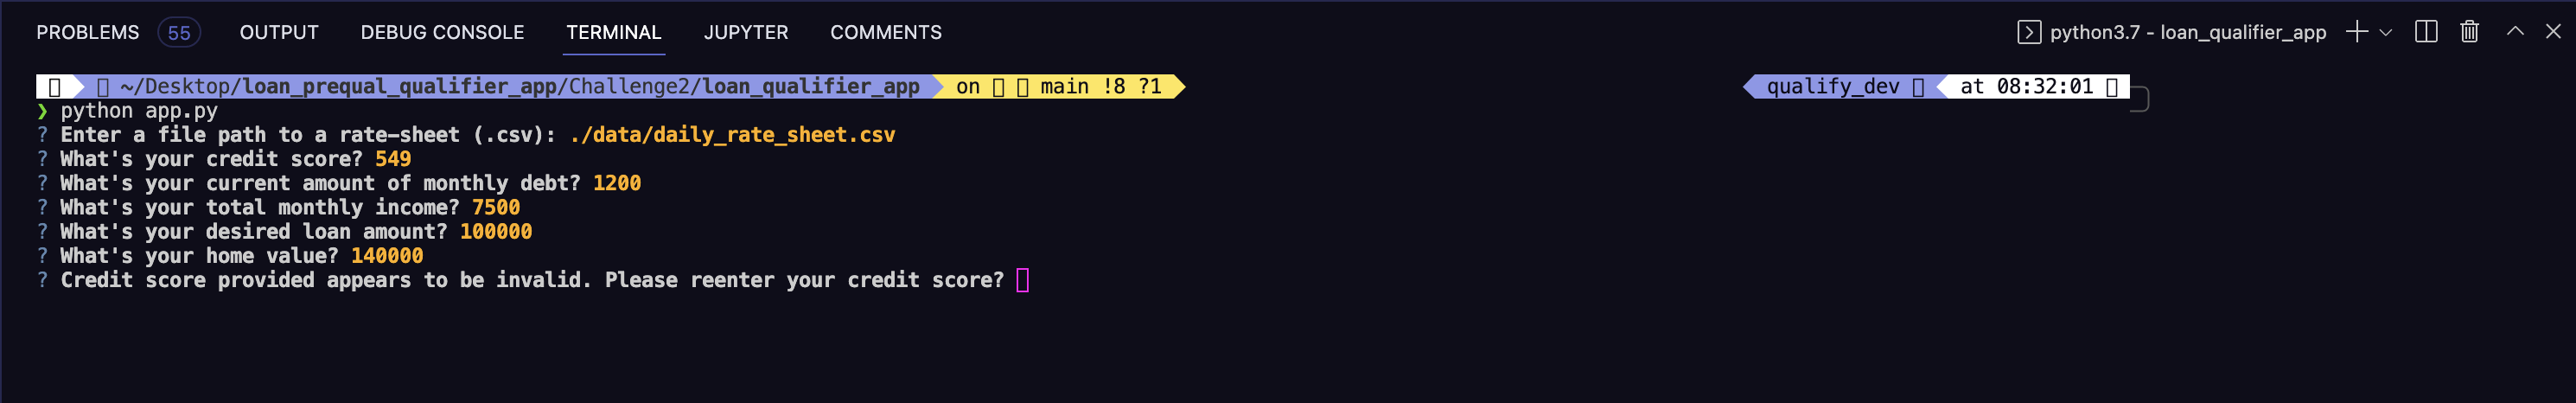 PROBLEMS 55 OUTPUT DEBUG CONSOLE TERMINAL JUPYTER COMMENTS python3.7 - loan_qualifier_app
~/Desktop/loan_prequal_qualifier_app/Challenge2/loan_qualifier_app on main !8 ?1 qualify_dev at 08:32:01
❯ python app.py
? Enter a file path to a rate-sheet (.csv): ./data/daily_rate_sheet.csv
? What's your credit score? 549
? What's your current amount of monthly debt? 1200
? What's your total monthly income? 7500
? What's your desired loan amount? 100000
? What's your home value? 140000
? Credit score provided appears to be invalid. Please reenter your credit score?